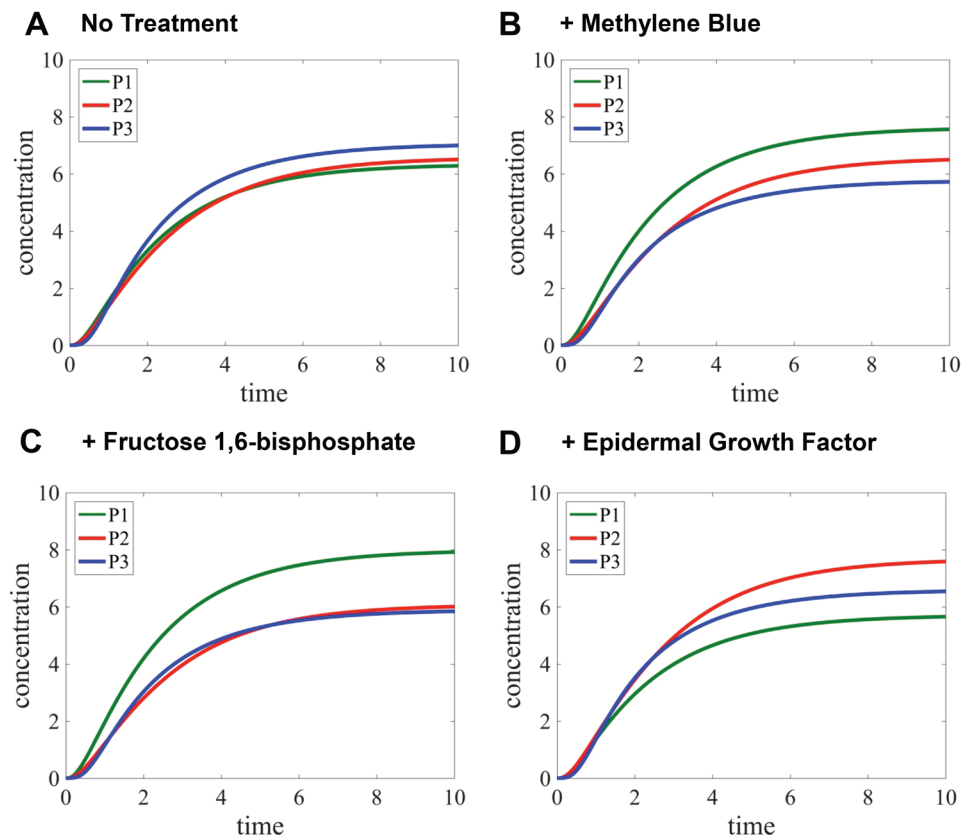 A No Treatment
10
8
6
4
2
0
concentration
P1
P2
P3
0 2 4 6 8 10
time
B + Methylene Blue
10
8
6
4
2
0
concentration
P1
P2
P3
0 2 4 6 8 10
time
C + Fructose 1,6-bisphosphate
10
8
6
4
2
0
concentration
P1
P2
P3
0 2 4 6 8 10
time
D + Epidermal Growth Factor
10
8
6
4
2
0
concentration
P1
P2
P3
0 2 4 6 8 10
time